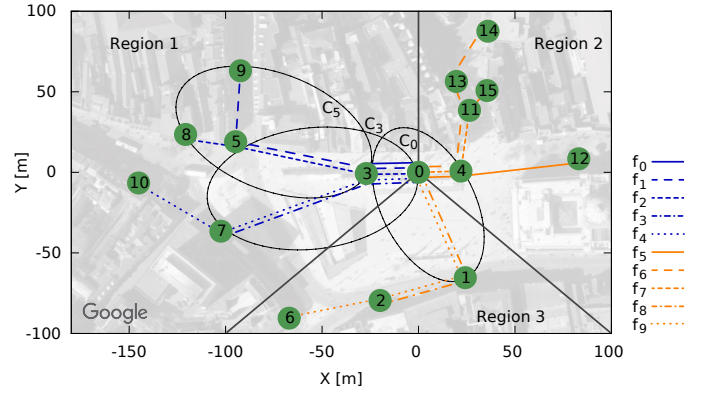 100
50
0
-50
-100
Y [m]
Region 1
Region 2
14
13
15
9
11
C5
C3
C0
8
5
12
3
0
4
10
7
1
2
6
Google
Region 3
-150
-100
-50
0
50
100
X [m]
f0
f1
f2
f3
f4
f5
f6
f7
f8
f9